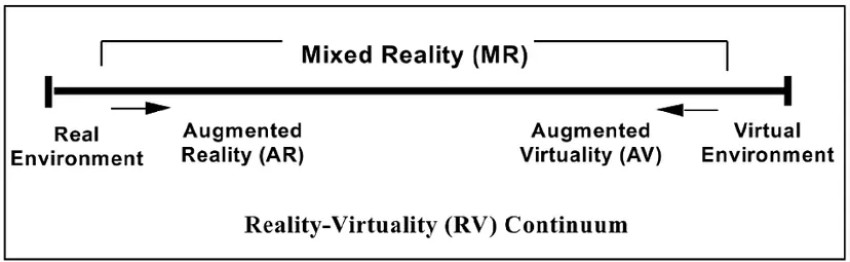 Mixed Reality (MR)
Real
Environment
Augmented
Reality (AR)
Augmented
Virtuality (AV)
Virtual
Environment
Reality-Virtuality (RV) Continuum